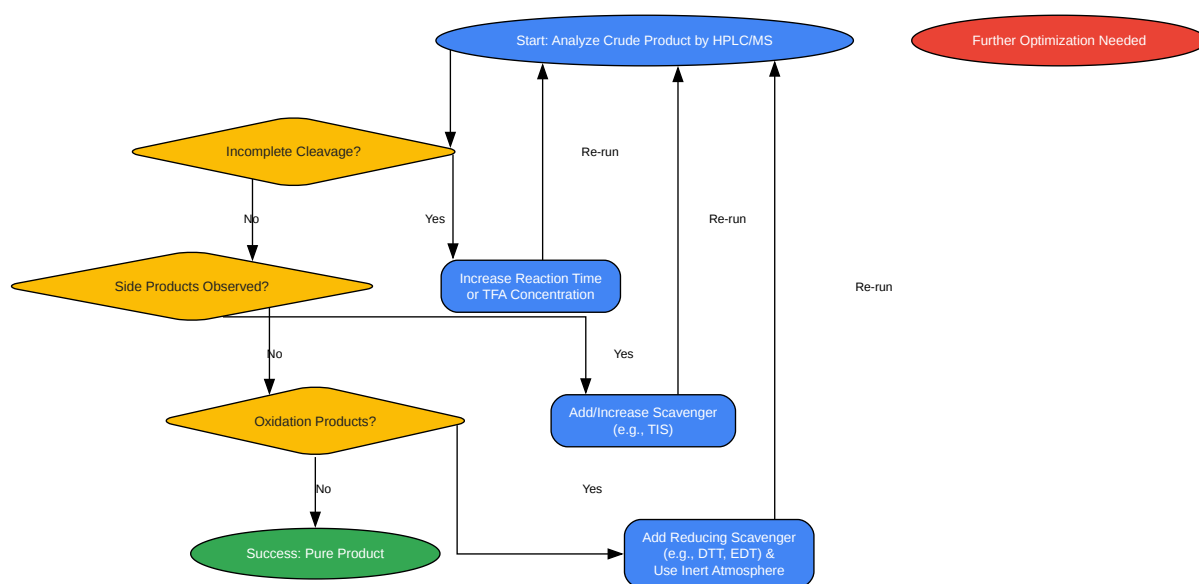 Start: Analyze Crude Product by HPLC/MS
Further Optimization Needed
Incomplete Cleavage?
Re-run
No
Yes
Re-run
Side Products Observed?
Increase Reaction Time
or TFA Concentration
Re-run
No
Yes
Oxidation Products?
Add/Increase Scavenger
(e.g., TIS)
No
Yes
Success: Pure Product
Add Reducing Scavenger
(e.g., DTT, EDT) &
Use Inert Atmosphere